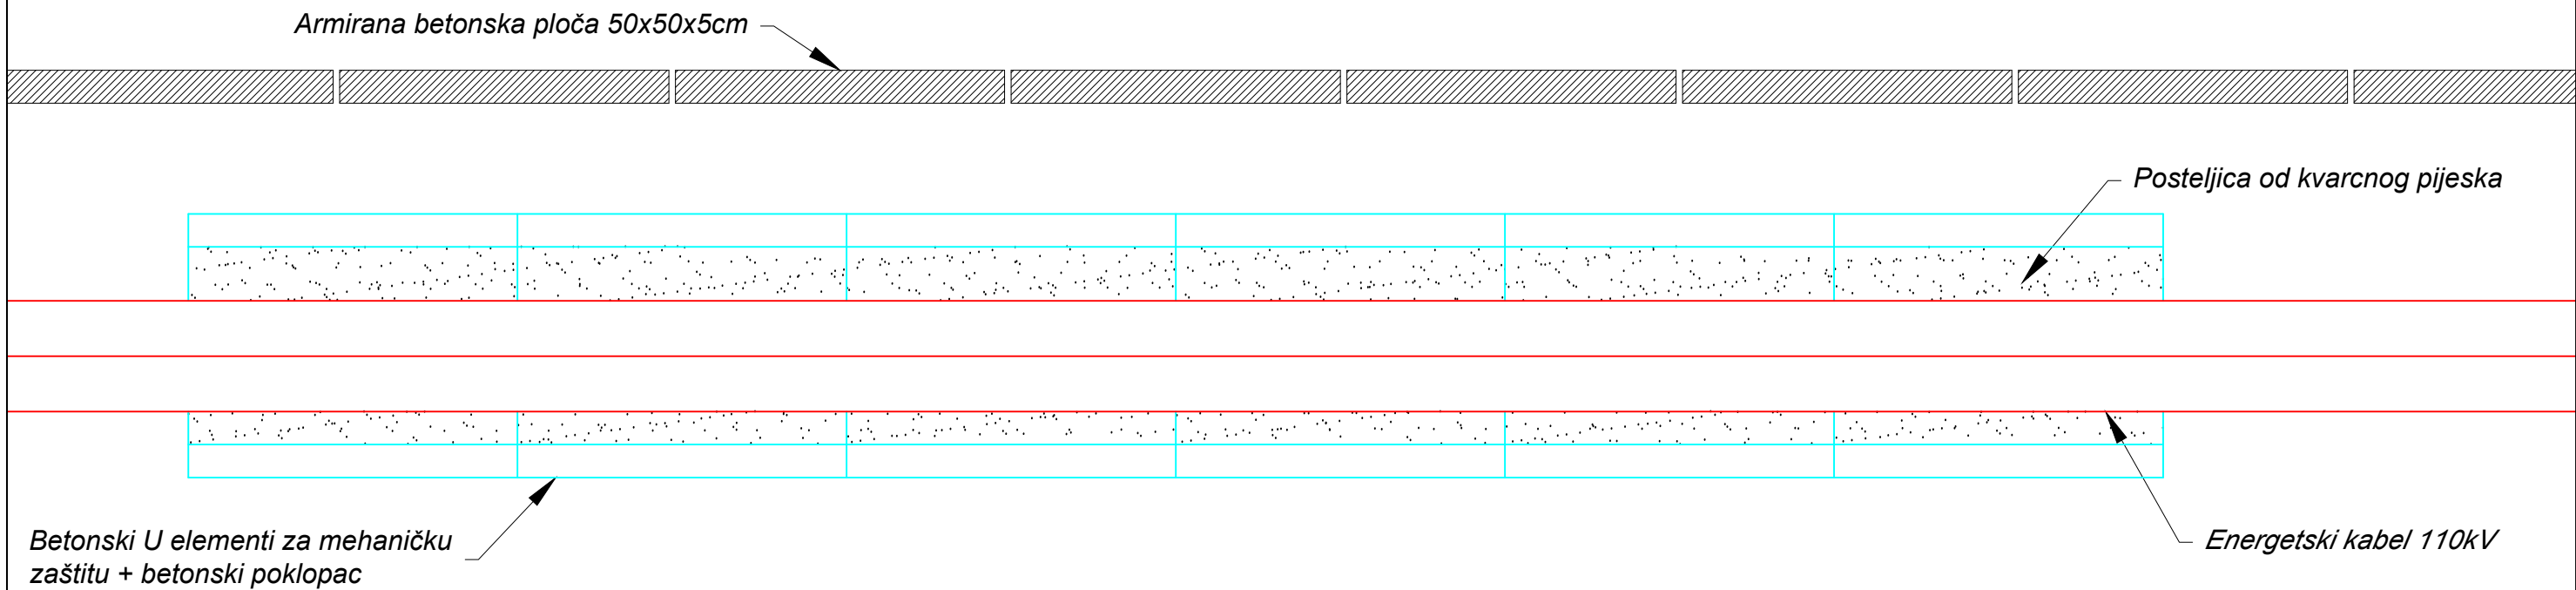 Armirana betonska ploča 50x50x5cm
Posteljica od kvarcnog pijeska
Betonski U elementi za mehaničku
zaštitu + betonski poklopac
Energetski kabel 110kV